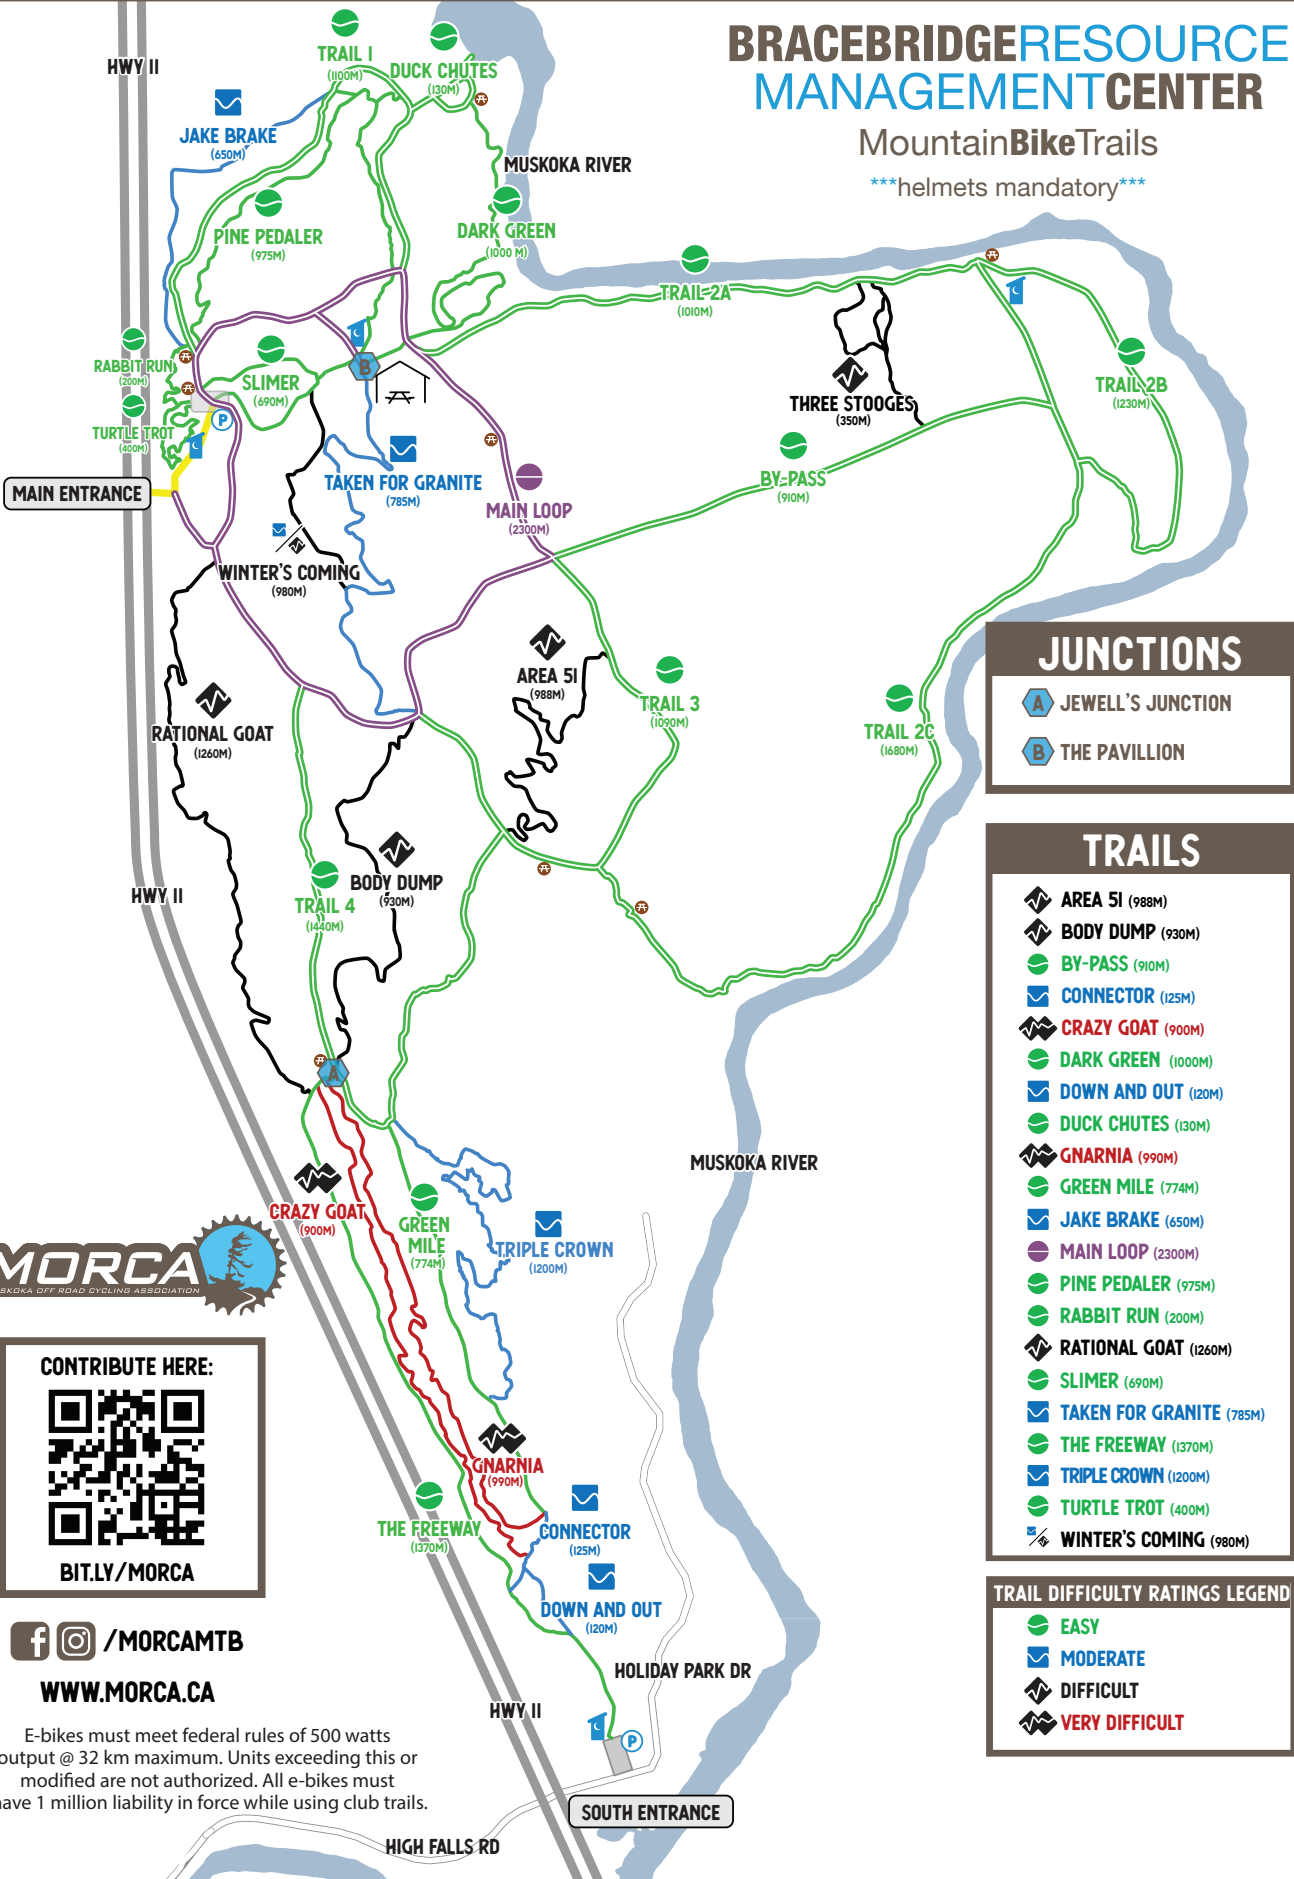 BRACEBRIDGERESOURCE
MANAGEMENTCENTER
MountainBikeTrails
***helmets mandatory***
HWY 11
TRAIL 1
(1100M)
DUCK CHUTES
(130M)
JAKE BRAKE
(650M)
MUSKOKA RIVER
PINE PEDALER
(975M)
DARK GREEN
(1000 M)
TRAIL 2A
(1010M)
RABBIT RUN
(200M)
SLIMER
(690M)
B
TURTLE TROT
(400M)
P
THREE STOOGES
(350M)
TRAIL 2B
(1230M)
MAIN ENTRANCE
TAKEN FOR GRANITE
(785M)
MAIN LOOP
(2300M)
BY-PASS
(910M)
WINTER'S COMING
(980M)
AREA 51
(988M)
TRAIL 3
(1090M)
RATIONAL GOAT
(1260M)
TRAIL 2C
(1680M)
JUNCTIONS
A JEWELL'S JUNCTION
B THE PAVILLION
HWY 11
BODY DUMP
(930M)
TRAIL 4
(1440M)
A
MUSKOKA RIVER
CRAZY GOAT
(900M)
GREEN
MILE
(774M)
TRIPLE CROWN
(1200M)
GNARNIA
(990M)
THE FREEWAY
(1370M)
CONNECTOR
(125M)
DOWN AND OUT
(120M)
HOLIDAY PARK DR
HWY 11
P
SOUTH ENTRANCE
HIGH FALLS RD
TRAILS
AREA 51 (988M)
BODY DUMP (930M)
BY-PASS (910M)
CONNECTOR (125M)
CRAZY GOAT (900M)
DARK GREEN (1000M)
DOWN AND OUT (120M)
DUCK CHUTES (130M)
GNARNIA (990M)
GREEN MILE (774M)
JAKE BRAKE (650M)
MAIN LOOP (2300M)
PINE PEDALER (975M)
RABBIT RUN (200M)
RATIONAL GOAT (1260M)
SLIMER (690M)
TAKEN FOR GRANITE (785M)
THE FREEWAY (1370M)
TRIPLE CROWN (1200M)
TURTLE TROT (400M)
WINTER'S COMING (980M)
TRAIL DIFFICULTY RATINGS LEGEND
EASY
MODERATE
DIFFICULT
VERY DIFFICULT
MORCA
SKOKA OFF ROAD CYCLING ASSOCIATION
CONTRIBUTE HERE:
BIT.LY/MORCA
/MORCAMTB
WWW.MORCA.CA
E-bikes must meet federal rules of 500 watts
output @ 32 km maximum. Units exceeding this or
modified are not authorized. All e-bikes must
have 1 million liability in force while using club trails.